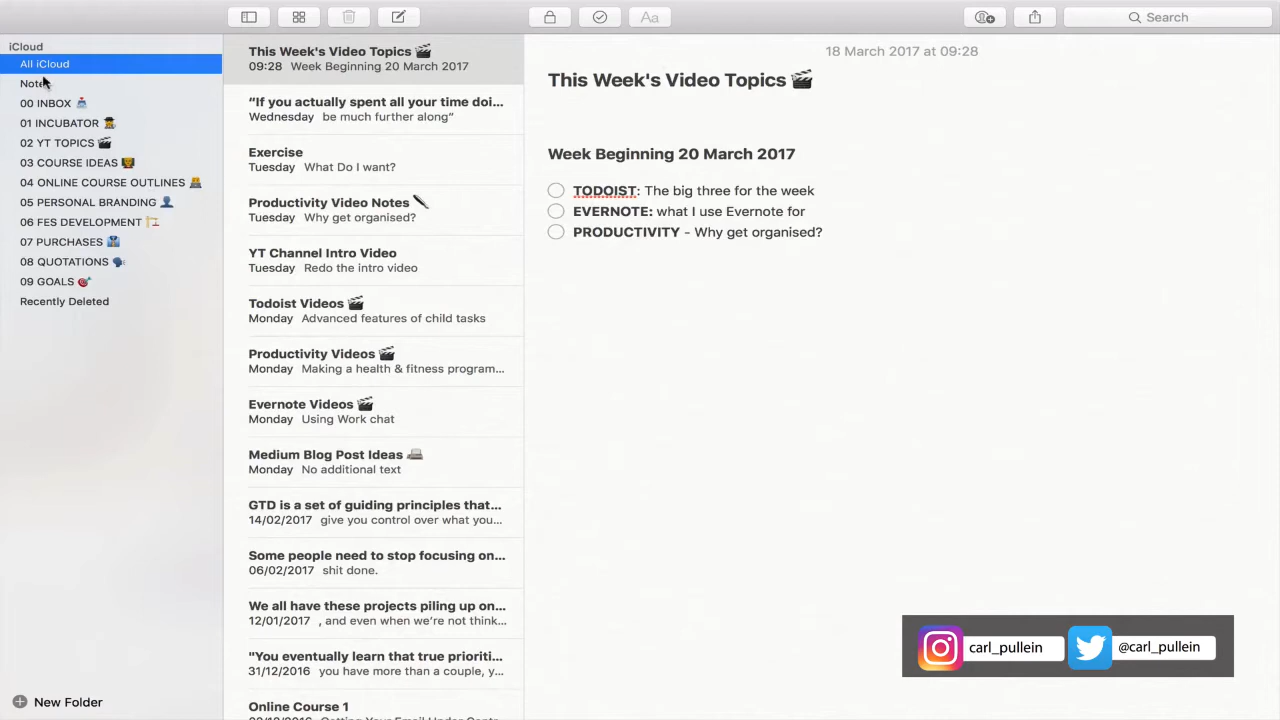 Aa
Search
iCloud
All iCloud
Notes
00 INBOX
01 INCUBATOR
02 YT TOPICS
03 COURSE IDEAS
04 ONLINE COURSE OUTLINES
05 PERSONAL BRANDING
06 FES DEVELOPMENT
07 PURCHASES
08 QUOTATIONS
09 GOALS
Recently Deleted
New Folder
This Week's Video Topics 🎬
09:28 Week Beginning 20 March 2017
“If you actually spent all your time doi...
Wednesday be much further along”
Exercise
Tuesday What Do I want?
Productivity Video Notes
Tuesday Why get organised?
YT Channel Intro Video
Tuesday Redo the intro video
Todoist Videos 🎬
Monday Advanced features of child tasks
Productivity Videos 🎬
Monday Making a health & fitness program...
Evernote Videos 🎬
Monday Using Work chat
Medium Blog Post Ideas
Monday No additional text
GTD is a set of guiding principles that...
14/02/2017 give you control over what you...
Some people need to stop focusing on...
06/02/2017 shit done.
We all have these projects piling up on...
12/01/2017 , and even when we're not think...
"You eventually learn that true prioriti...
31/12/2016 you have more than a couple, y...
Online Course 1
18 March 2017 at 09:28
This Week's Video Topics 🎬
Week Beginning 20 March 2017
TODOIST: The big three for the week
EVERNOTE: what I use Evernote for
PRODUCTIVITY - Why get organised?
carl_pullein
@carl_pullein